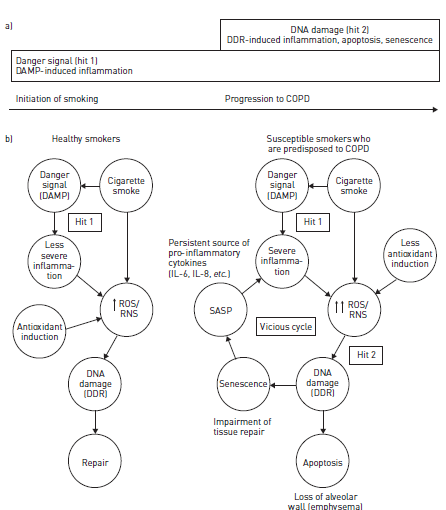 a)
DNA damage (hit 2)
DDR-induced inflammation, apoptosis, senescence
Danger signal (hit 1)
DAMP-induced inflammation
Initiation of smoking
Progression to COPD
b)
Healthy smokers
Danger
signal
(DAMP)
Cigarette
smoke
Hit 1
Less
severe
inflamma-
tion
↑ ROS/
RNS
Antioxidant
induction
DNA
damage
(DDR)
Repair
Susceptible smokers who
are predisposed to COPD
Danger
signal
(DAMP)
Cigarette
smoke
Hit 1
Persistent source of
pro-inflammatory
cytokines
(IL-6, IL-8, etc.)
Severe
inflamma-
tion
Less
antioxidant
induction
SASP
↑↑ ROS/
RNS
Vicious cycle
Hit 2
Senescence
DNA
damage
(DDR)
Impairment of
tissue repair
Apoptosis
Loss of alveolar
wall (emphysema)